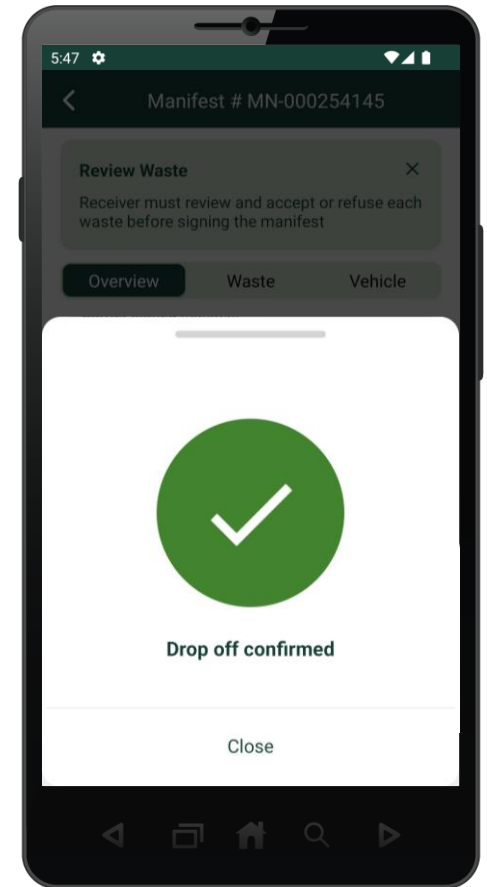 5:47
Manifest # MN-000254145
Review Waste
Receiver must review and accept or refuse each
waste before signing the manifest
Overview Waste Vehicle
Drop off confirmed
Close